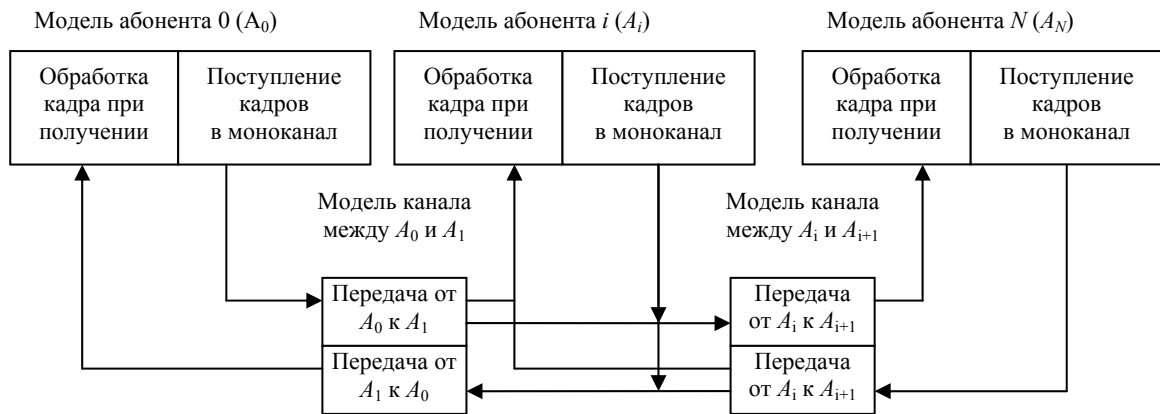 Модель абонента 0 (A₀)
Модель абонента i (Aᵢ)
Модель абонента N (A_N)
Обработка
кадра при
получении
Поступление
кадров
в моноканал
Обработка
кадра при
получении
Поступление
кадров
в моноканал
Обработка
кадра при
получении
Поступление
кадров
в моноканал
Модель канала
между A₀ и A₁
Модель канала
между Aᵢ и Aᵢ₊₁
Передача от
A₀ к A₁
Передача
от Aᵢ к Aᵢ₊₁
Передача от
A₁ к A₀
Передача
от Aᵢ к Aᵢ₊₁